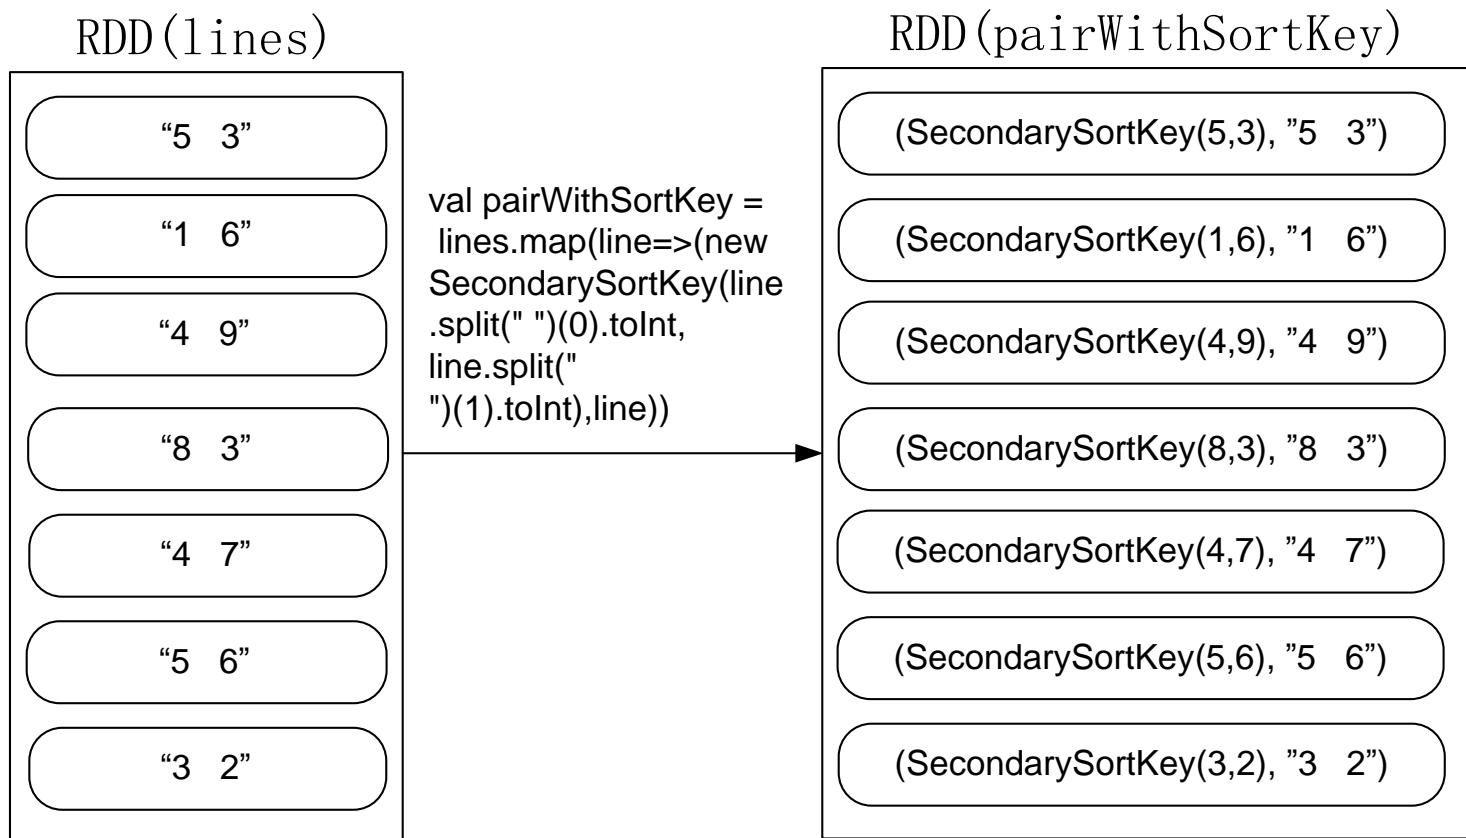 RDD(lines)
“5 3”
“1 6”
“4 9”
“8 3”
“4 7”
“5 6”
“3 2”
val pairWithSortKey =
lines.map(line=>(new
SecondarySortKey(line
.split(" ")(0).toInt,
line.split("
")(1).toInt),line))
RDD(pairWithSortKey)
(SecondarySortKey(5,3), ”5 3”)
(SecondarySortKey(1,6), ”1 6”)
(SecondarySortKey(4,9), ”4 9”)
(SecondarySortKey(8,3), ”8 3”)
(SecondarySortKey(4,7), ”4 7”)
(SecondarySortKey(5,6), ”5 6”)
(SecondarySortKey(3,2), ”3 2”)